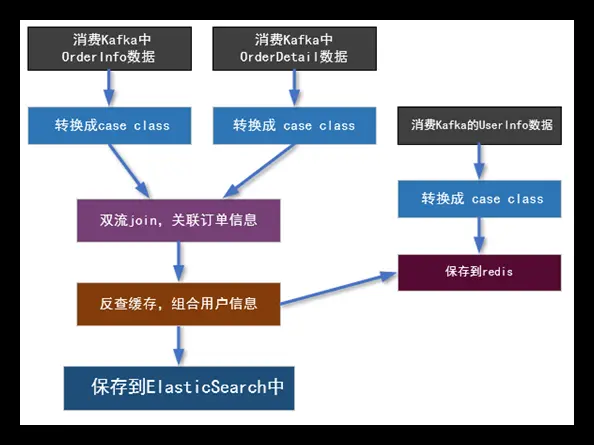 消费Kafka中
OrderInfo数据
消费Kafka中
OrderDetail数据
转换成case class
转换成 case class
消费Kafka的UserInfo数据
转换成 case class
双流join，关联订单信息
保存到redis
反查缓存，组合用户信息
保存到ElasticSearch中